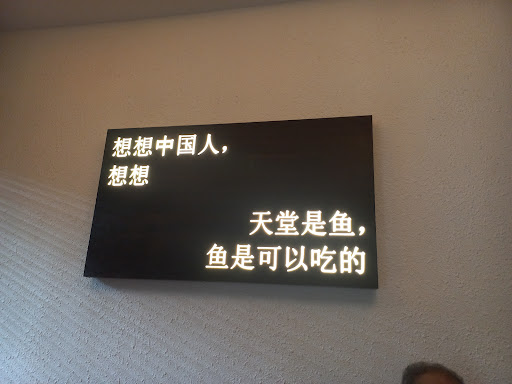 想想中国人，
想想
天堂是鱼，
鱼是可以吃的